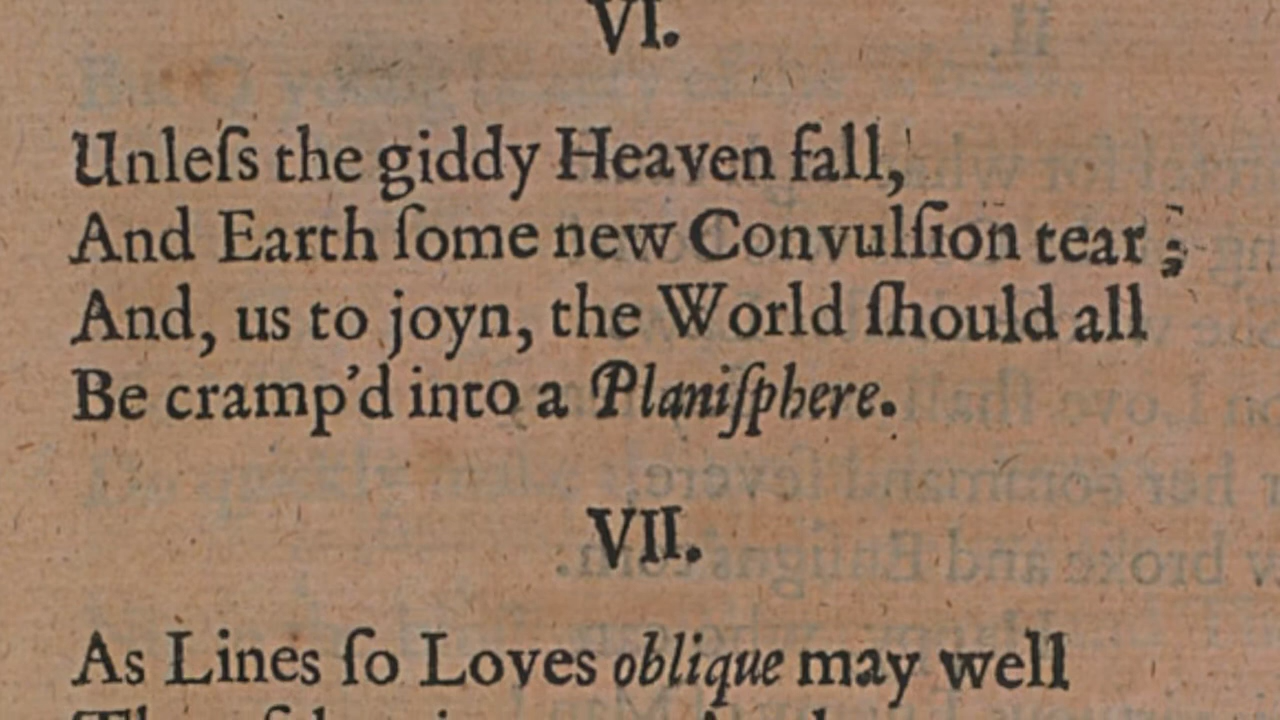 VI.
Unleſs the giddy Heaven fall,
And Earth ſome new Convulſion tear;
And, us to joyn, the World ſhould all
Be cramp'd into a Planiſphere.
VII.
As Lines ſo Loves oblique may well